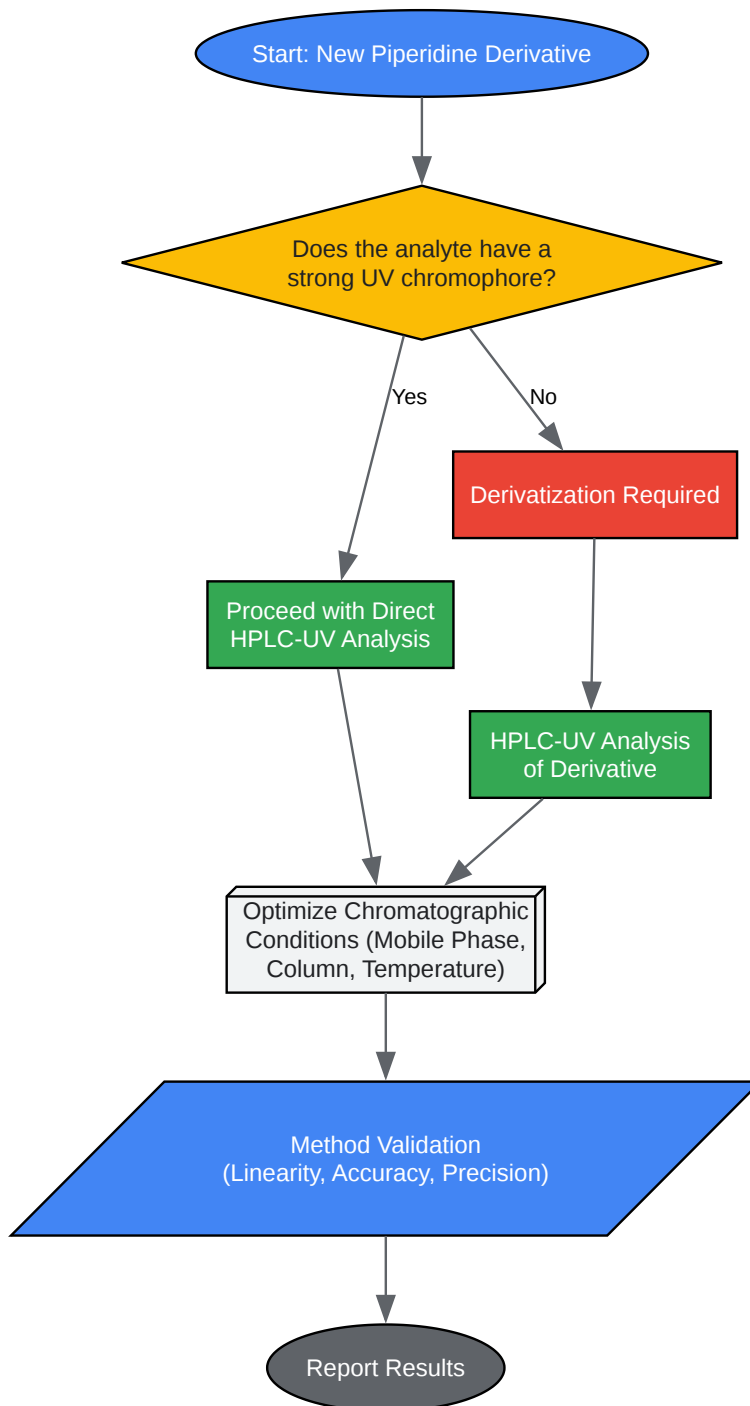 Start: New Piperidine Derivative
Does the analyte have a
strong UV chromophore?
Yes
No
Derivatization Required
Proceed with Direct
HPLC-UV Analysis
HPLC-UV Analysis
of Derivative
Optimize Chromatographic
Conditions (Mobile Phase,
Column, Temperature)
Method Validation
(Linearity, Accuracy, Precision)
Report Results